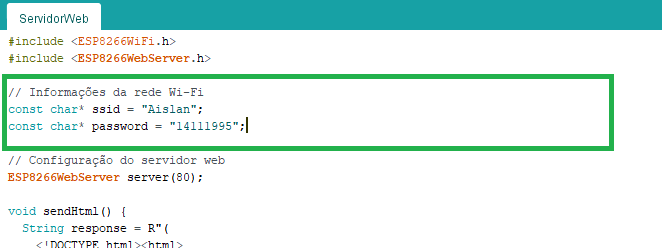 ServidorWeb
#include <ESP8266WiFi.h>
#include <ESP8266WebServer.h>
// Informações da rede Wi-Fi
const char* ssid = "Aislan";
const char* password = "14111995";
// Configuração do servidor web
ESP8266WebServer server(80);
void sendHtml() {
String response = R"(
<!DOCTYPE html><html>